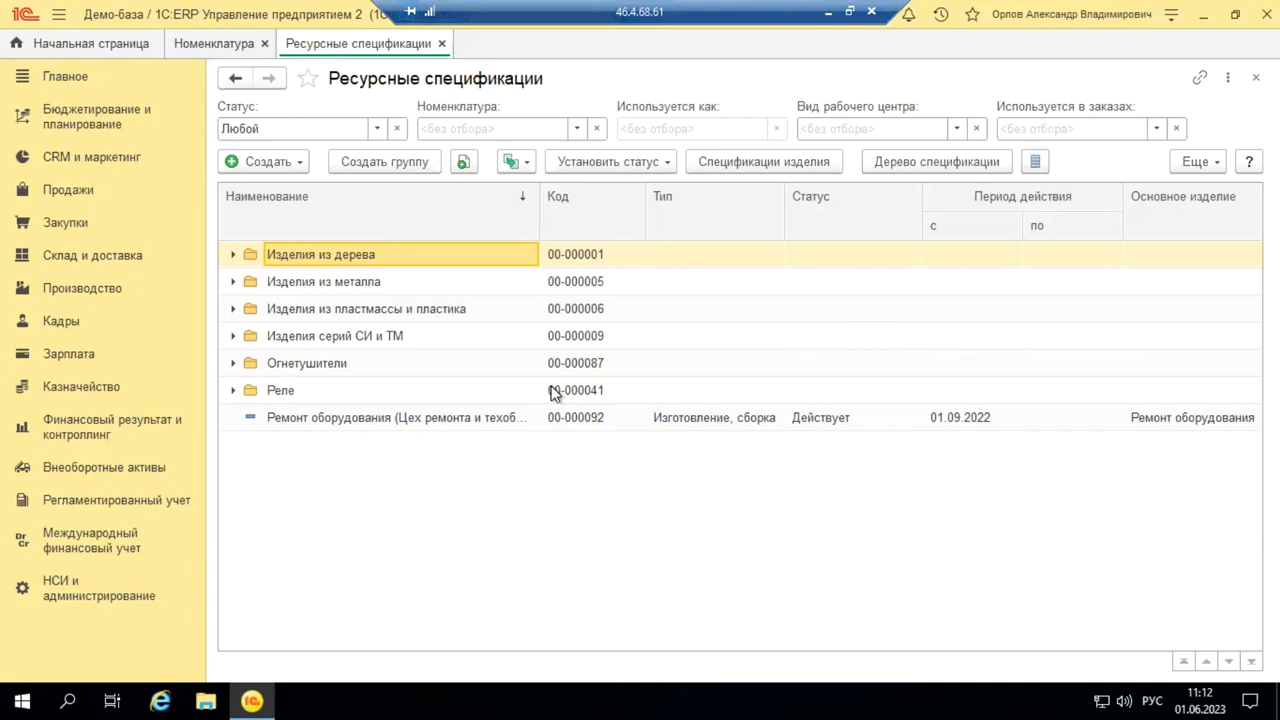 Демо-база / 1С:ERP Управление предприятием 2 (1С
46.4.68.61
Орлов Александр Владимирович
Начальная страница
Номенклатура
Ресурсные спецификации
Главное
Бюджетирование и
планирование
CRM и маркетинг
Продажи
Закупки
Склад и доставка
Производство
Кадры
Зарплата
Казначейство
Финансовый результат и
контроллинг
Внеоборотные активы
Регламентированный учет
Международный
финансовый учет
НСИ и
администрирование
Ресурсные спецификации
Статус: Номенклатура: Используется как: Вид рабочего центра: Используется в заказах:
Любой <без отбора> <без отбора> <без отбора> <без отбора>
Создать Создать группу Установить статус Спецификации изделия Дерево спецификации Еще ?
Наименование Код Тип Статус Период действия Основное изделие
с по
Изделия из дерева 00-000001
Изделия из металла 00-000005
Изделия из пластмассы и пластика 00-000006
Изделия серий СИ и ТМ 00-000009
Огнетушители 00-000087
Реле 00-000041
Ремонт оборудования (Цех ремонта и техоб... 00-000092 Изготовление, сборка Действует 01.09.2022 Ремонт оборудования
РУС
11:12
01.06.2023